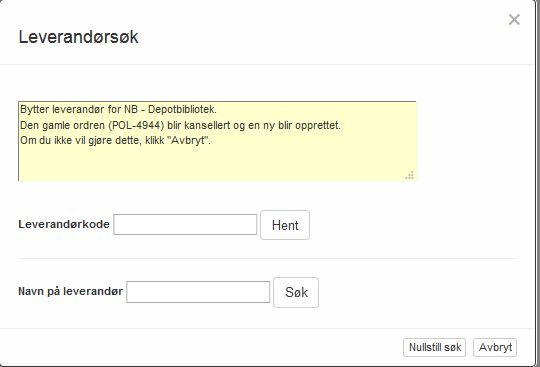 Leverandørsøk
×
Bytter leverandør for NB - Depotbibliotek.
Den gamle ordren (POL-4944) blir kansellert og en ny blir opprettet.
Om du ikke vil gjøre dette, klikk "Avbryt".
Leverandørkode Hent
Navn på leverandør Søk
Nullstill søk Avbryt